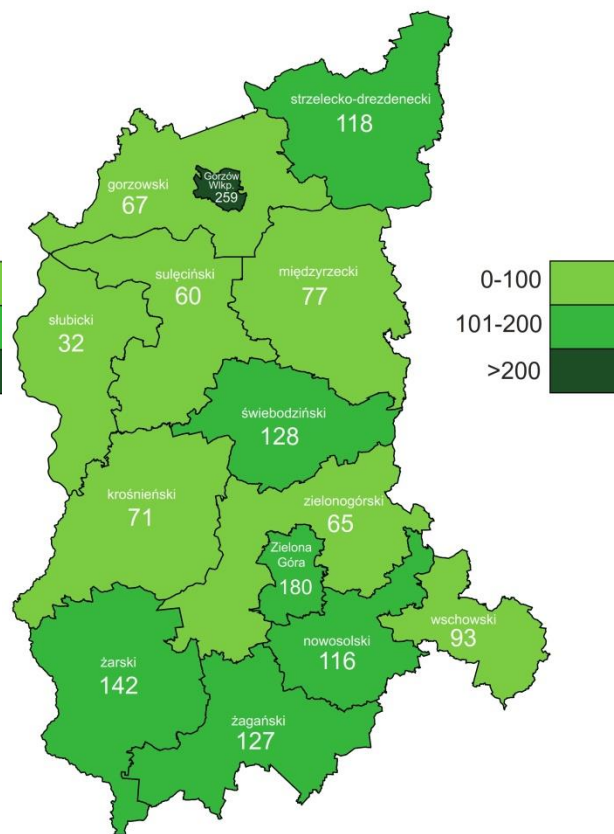 strzelecko-drezdenecki
118
Gorzów
Wlkp.
259
gorzowski
67
sulęciński
60
międzyrzecki
77
słubicki
32
0-100
101-200
>200
świebodziński
128
krośnieński
71
zielonogórski
65
Zielona
Góra
180
wschowski
93
nowosolski
116
żarski
142
żagański
127